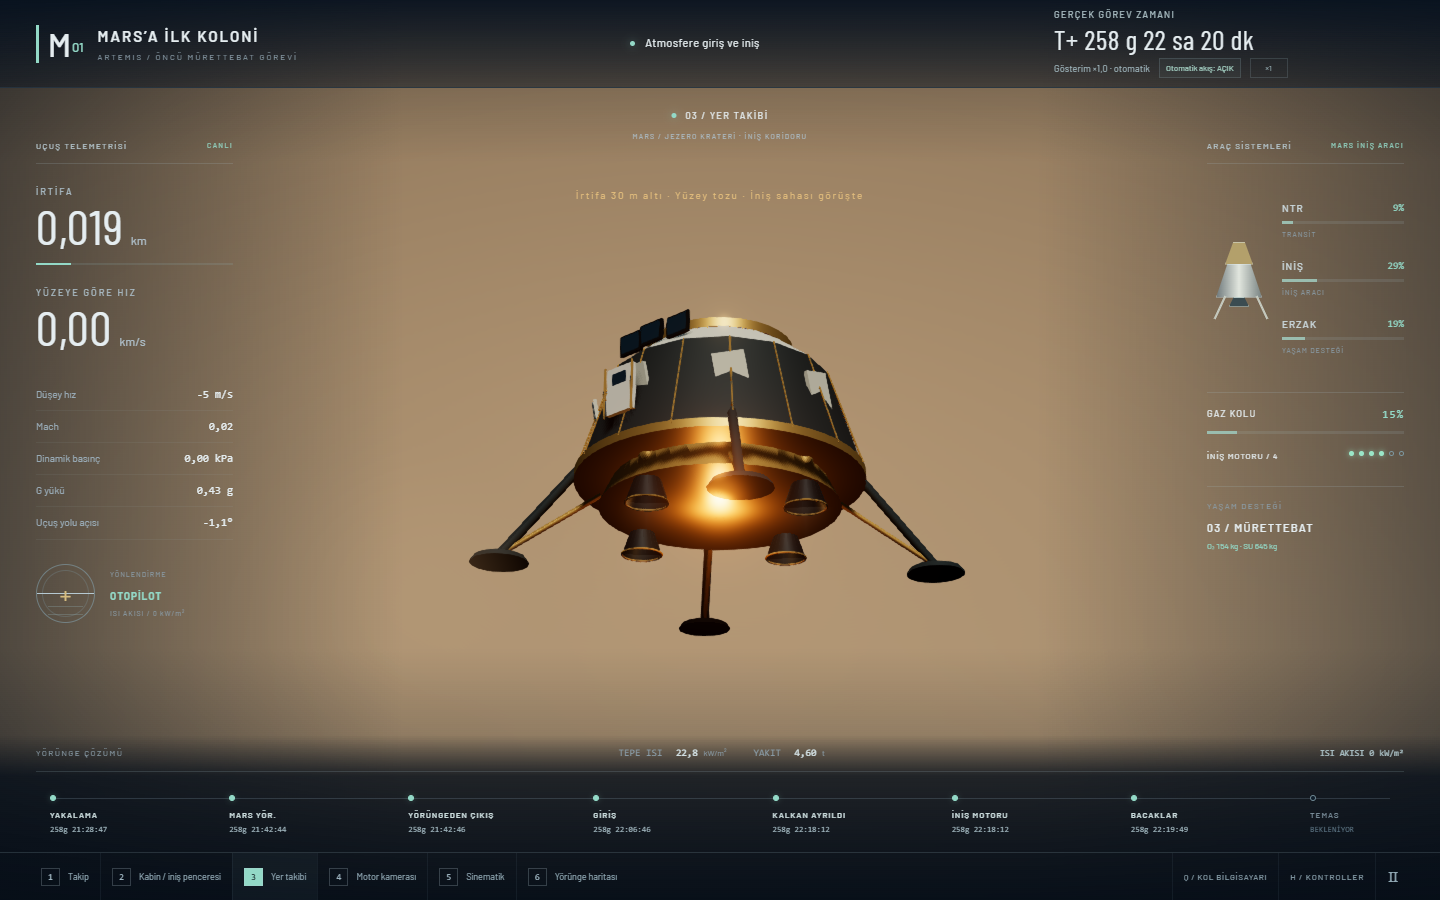 M01
MARS'A İLK KOLONİ
ARTEMIS / ÖNCÜ MÜRETTEBAT GÖREVİ
Atmosfere giriş ve iniş
GERÇEK GÖREV ZAMANI
T+ 258 g 22 sa 20 dk
Gösterim ×1,0 · otomatik
Otomatik akış: AÇIK
×1
03 / YER TAKİBİ
MARS / JEZERO KRATERİ · İNİŞ KORİDORU
İrtifa 30 m altı · Yüzey tozu · İniş sahası görüşte
UÇUŞ TELEMETRİSİ
CANLI
İRTİFA
0,019 km
YÜZEYE GÖRE HIZ
0,00 km/s
Düşey hız -5 m/s
Mach 0,02
Dinamik basınç 0,00 kPa
G yükü 0,43 g
Uçuş yolu açısı -1,1°
YÖNLENDİRME
OTOPİLOT
ISI AKISI / 0 kW/m²
ARAÇ SİSTEMLERİ
MARS İNİŞ ARACI
NTR 9%
TRANSİT
İNİŞ 29%
İNİŞ ARACI
ERZAK 19%
YAŞAM DESTEĞİ
GAZ KOLU 15%
İNİŞ MOTORU / 4
YAŞAM DESTEĞİ
03 / MÜRETTEBAT
O₂ 154 kg · SU 645 kg
YÖRÜNGE ÇÖZÜMÜ
TEPE ISI 22,8 kW/m²
YAKIT 4,60 t
ISI AKISI 0 kW/m²
YAKALAMA
258g 21:28:47
MARS YÖR.
258g 21:42:44
YÖRÜNGEDEN ÇIKIŞ
258g 21:42:46
GİRİŞ
258g 22:06:46
KALKAN AYRILDI
258g 22:18:12
İNİŞ MOTORU
258g 22:18:12
BACAKLAR
258g 22:19:49
TEMAS
BEKLENİYOR
1 Takip
2 Kabin / iniş penceresi
3 Yer takibi
4 Motor kamerası
5 Sinematik
6 Yörünge haritası
Q / KOL BİLGİSAYARI
H / KONTROLLER